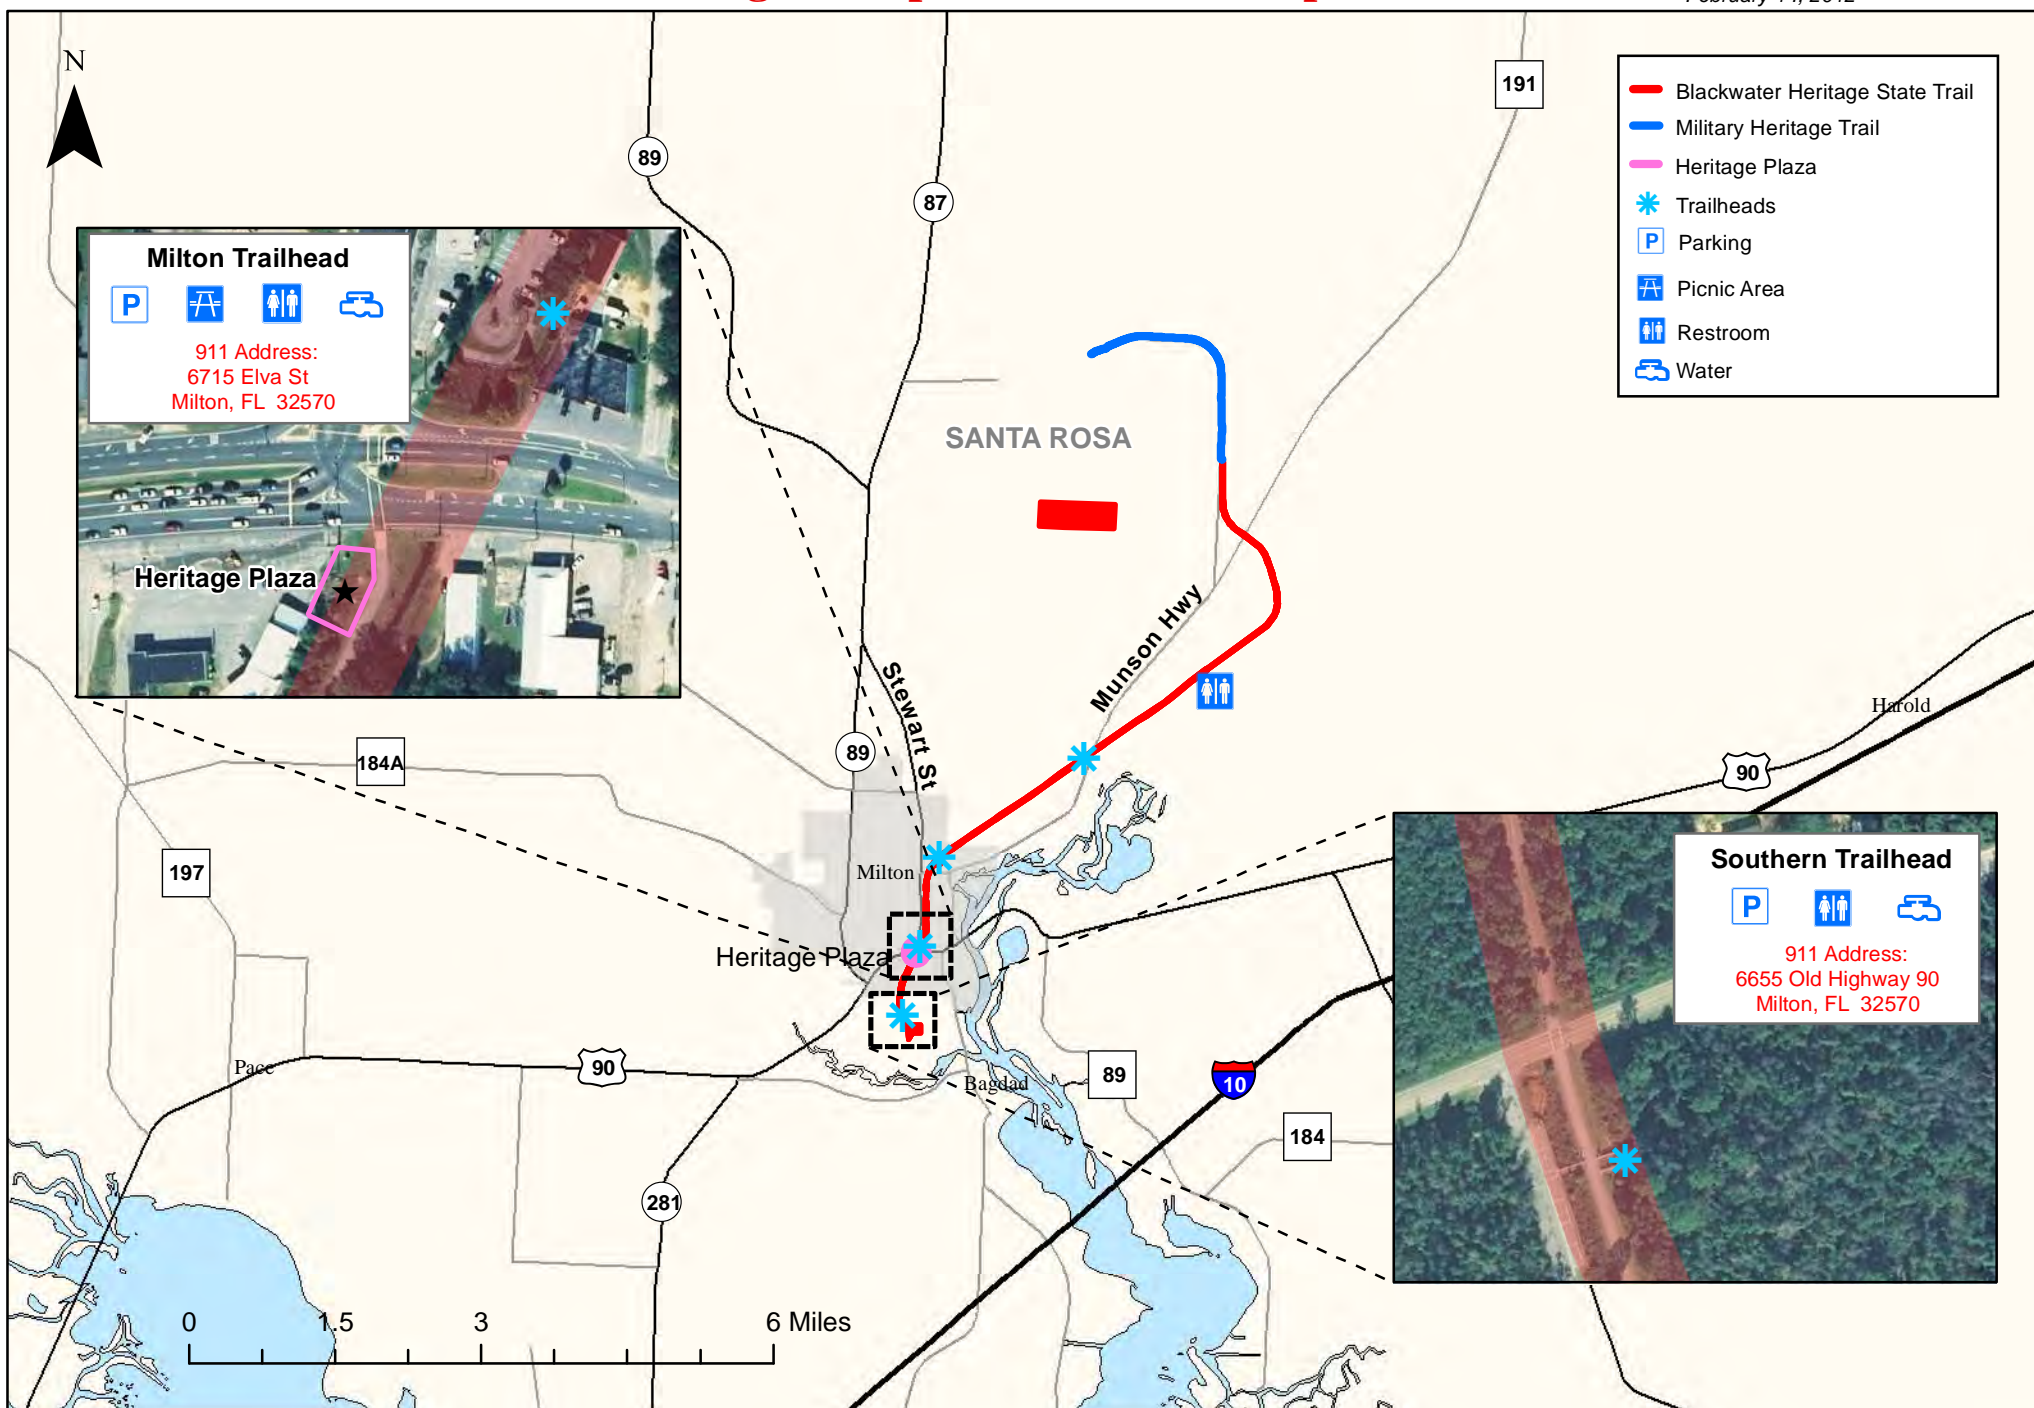 N
89
87
191
Blackwater Heritage State Trail
Military Heritage Trail
Heritage Plaza
Trailheads
P Parking
Picnic Area
Restroom
Water
Milton Trailhead
P
911 Address:
6715 Elva St
Milton, FL 32570
Heritage Plaza
SANTA ROSA
Munson Hwy
Stewart St
89
184A
197
Milton
Heritage Plaza
Harold
90
Southern Trailhead
P
911 Address:
6655 Old Highway 90
Milton, FL 32570
Pace
90
Bagdad
89
10
184
281
0 1.5 3 6 Miles